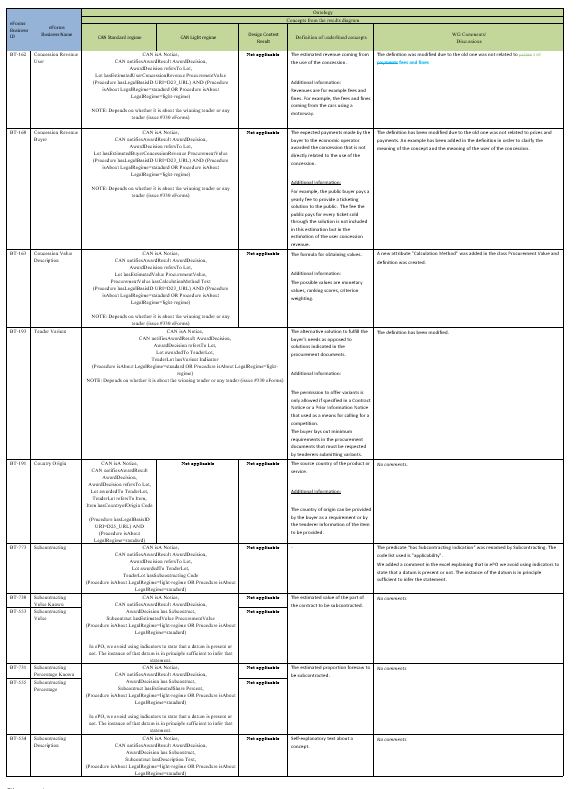 Ontology
Concepts from the results diagram
eForms Business ID
eForms Business Name
CAN Standard regime
CAN Light regime
Design Contest Result
Definition of undefined concepts
WG Comments/ Discussions
BT-162
Concession Revenue User
CAN isA Notice,
CAN notifiesAwardResult AwardDecision,
AwardDecision refersTo Lot,
Lot hasEstimatedUserConcessionRevenue ProcurementValue
(Procedure hasLegalBasisID URI=D23_URL) AND (Procedure
isAbout LegalRegime=standard OR Procedure isAbout
LegalRegime=light-regime)
NOTE: Depends on whether it is about the winning tender or any
tender (issue #330 eForms)
Not applicable
The estimated revenue coming from
the use of the concession.
Additional information:
Revenues are for example fees and
fines. For example, the fees and fines
coming from the cars using a
motorway.
The definition was modified due to the old one was not related to
payments fees and fines
BT-160
Concession Revenue Buyer
CAN isA Notice,
CAN notifiesAwardResult AwardDecision,
AwardDecision refersTo Lot,
Lot hasEstimatedBuyerConcessionRevenue ProcurementValue
(Procedure hasLegalBasisID URI=D23_URL) AND (Procedure
isAbout LegalRegime=standard OR Procedure isAbout
LegalRegime=light-regime)
NOTE: Depends on whether it is about the winning tender or any
tender (issue #330 eForms)
Not applicable
The expected payments made by the
buyer to the economic operator
awarded the concession that is not
directly related to the use of the
concession.
Additional information:
For example, the public buyer pays a
yearly fee to provide a ticketing
solution to the public. The fee the
public pays for every ticket sold
through the solution is not included
in this estimation but in the
estimation of the user concession
revenue.
The definition has been modified due to the old one was not related to prices and
payments. An example has been added in the definition in order to clarify the
meaning of the concept and the meaning of the user of the concession.
BT-163
Concession Value Description
CAN isA Notice,
CAN notifiesAwardResult AwardDecision,
AwardDecision refersTo Lot,
Lot hasEstimatedValue ProcurementValue,
ProcurementValue hasCalculationMethod Text
(Procedure hasLegalBasisID URI=D23_URL) AND (Procedure
isAbout LegalRegime=standard OR Procedure isAbout
LegalRegime=light-regime)
NOTE: Depends on whether it is about the winning tender or any
tender (issue #330 eForms)
Not applicable
The formula for obtaining values.
Additional information:
The possible values are monetary
values, ranking scores, criterion
weighting.
A new attribute "Calculation Method" was added in the class Procurement Value and
definition was created.
BT-193
Tender Variant
CAN isA Notice,
CAN notifiesAwardResult AwardDecision,
AwardDecision refersTo Lot,
Lot awardedTo TenderLot,
TenderLot hasVariant Indicator
(Procedure isAbout LegalRegime=standard OR Procedure isAbout LegalRegime=light-
regime)
NOTE: Depends on whether it is about the winning tender or any tender (issue #330 eForms)
The alternative solution to fulfill the
buyer's needs as opposed to
solutions indicated in the
procurement documents.
Additional information:
The permission to offer variants is
only allowed if specified in a Contract
Notice or a Prior Information Notice
that used as a means for calling for a
competition.
The buyer lays out minimum
requirements in the procurement
documents that must be respected
by tenderers submitting variants.
The definition has been modified.
BT-191
Country Origin
CAN isA Notice,
CAN notifiesAwardResult
AwardDecision,
AwardDecision refersTo Lot,
Lot awardedTo TenderLot,
TenderLot refersTo Item,
Item hasCountryofOrigin Code
(Procedure hasLegalBasisID
URI=D23_URL) AND
(Procedure isAbout
LegalRegime=standard)
Not applicable
Not applicable
The source country of the product or
service.
Additional information:
The country of origin can be provided
by the buyer as a requirement or by
the tenderer information of the item
to be provided.
No comments.
BT-773
Subcontracting
CAN isA Notice,
CAN notifiesAwardResult AwardDecision,
AwardDecision refersTo Lot,
Lot awardedTo TenderLot,
TenderLot hasSubcontracting Code
(Procedure isAbout LegalRegime=light-regime OR Procedure isAbout
LegalRegime=standard)
Not applicable
-
The predicate "has Subcontracting Indication" was renamed by Subcontracting. The
code list used is "applicability".
We added a comment in the excel explaining that in ePO we avoid using indicators to
state that a datum is present or not. The instance of the datum is in principle
sufficient to infer the statement.
BT-730
Subcontracting Value Known
BT-553
Subcontracting Value
CAN isA Notice,
CAN notifiesAwardResult AwardDecision,
AwardDecision has Subcontract,
Subcontract hasEstimatedValue ProcurementValue
(Procedure isAbout LegalRegime=light-regime OR Procedure isAbout
LegalRegime=standard)
In ePO, we avoid using indicators to state that a datum is present or
not. The instance of that datum is in principle sufficient to infer that
statement.
Not applicable
Not applicable
The estimated value of the part of
the contract to be subcontracted.
No comments.
BT-731
Subcontracting Percentage Known
BT-555
Subcontracting Percentage
CAN isA Notice,
CAN notifiesAwardResult AwardDecision,
AwardDecision has Subcontract,
Subcontract hasEstimatedShare Percent,
(Procedure isAbout LegalRegime=light-regime OR Procedure isAbout
LegalRegime=standard)
In ePO, we avoid using indicators to state that a datum is present or
not. The instance of that datum is in principle sufficient to infer that
statement.
Not applicable
Not applicable
The estimated proportion foresaw to
be subcontracted.
No comments.
BT-554
Subcontracting Description
CAN isA Notice,
CAN notifiesAwardResult AwardDecision,
AwardDecision has Subcontract,
Subcontract hasDescription Text,
(Procedure isAbout LegalRegime=light-regime OR Procedure isAbout
LegalRegime=standard)
Not applicable
Self-explanatory text about a
concept.
No comments.